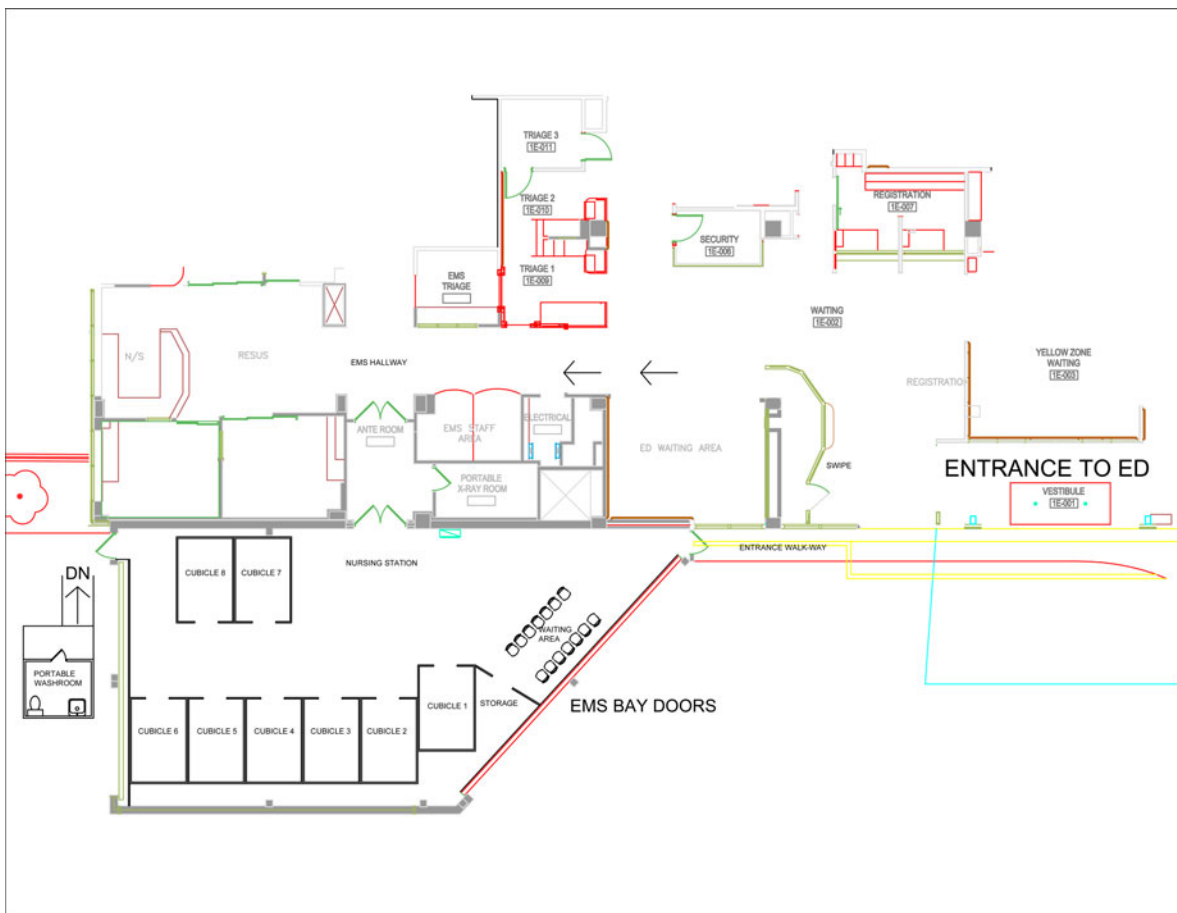 TRIAGE 3
1E-011
TRIAGE 2
1E-010
REGISTRATION
1E-007
SECURITY
1E-006
TRIAGE 1
1E-009
EMS
TRIAGE
WAITING
1E-002
N/S
RESUS
EMS HALLWAY
YELLOW ZONE
WAITING
1E-003
REGISTRATIO
ANTE ROOM
EMS STAFF
AREA
ELECTRICAL
ED WAITING AREA
SWIPE
ENTRANCE TO ED
PORTABLE
X-RAY ROOM
VESTIBULE
1E-001
NURSING STATION
ENTRANCE WALK-WAY
DN
CUBICLE 8
CUBICLE 7
WAITING
AREA
PORTABLE
WASHROOM
STORAGE
EMS BAY DOORS
CUBICLE 1
CUBICLE 6
CUBICLE 5
CUBICLE 4
CUBICLE 3
CUBICLE 2